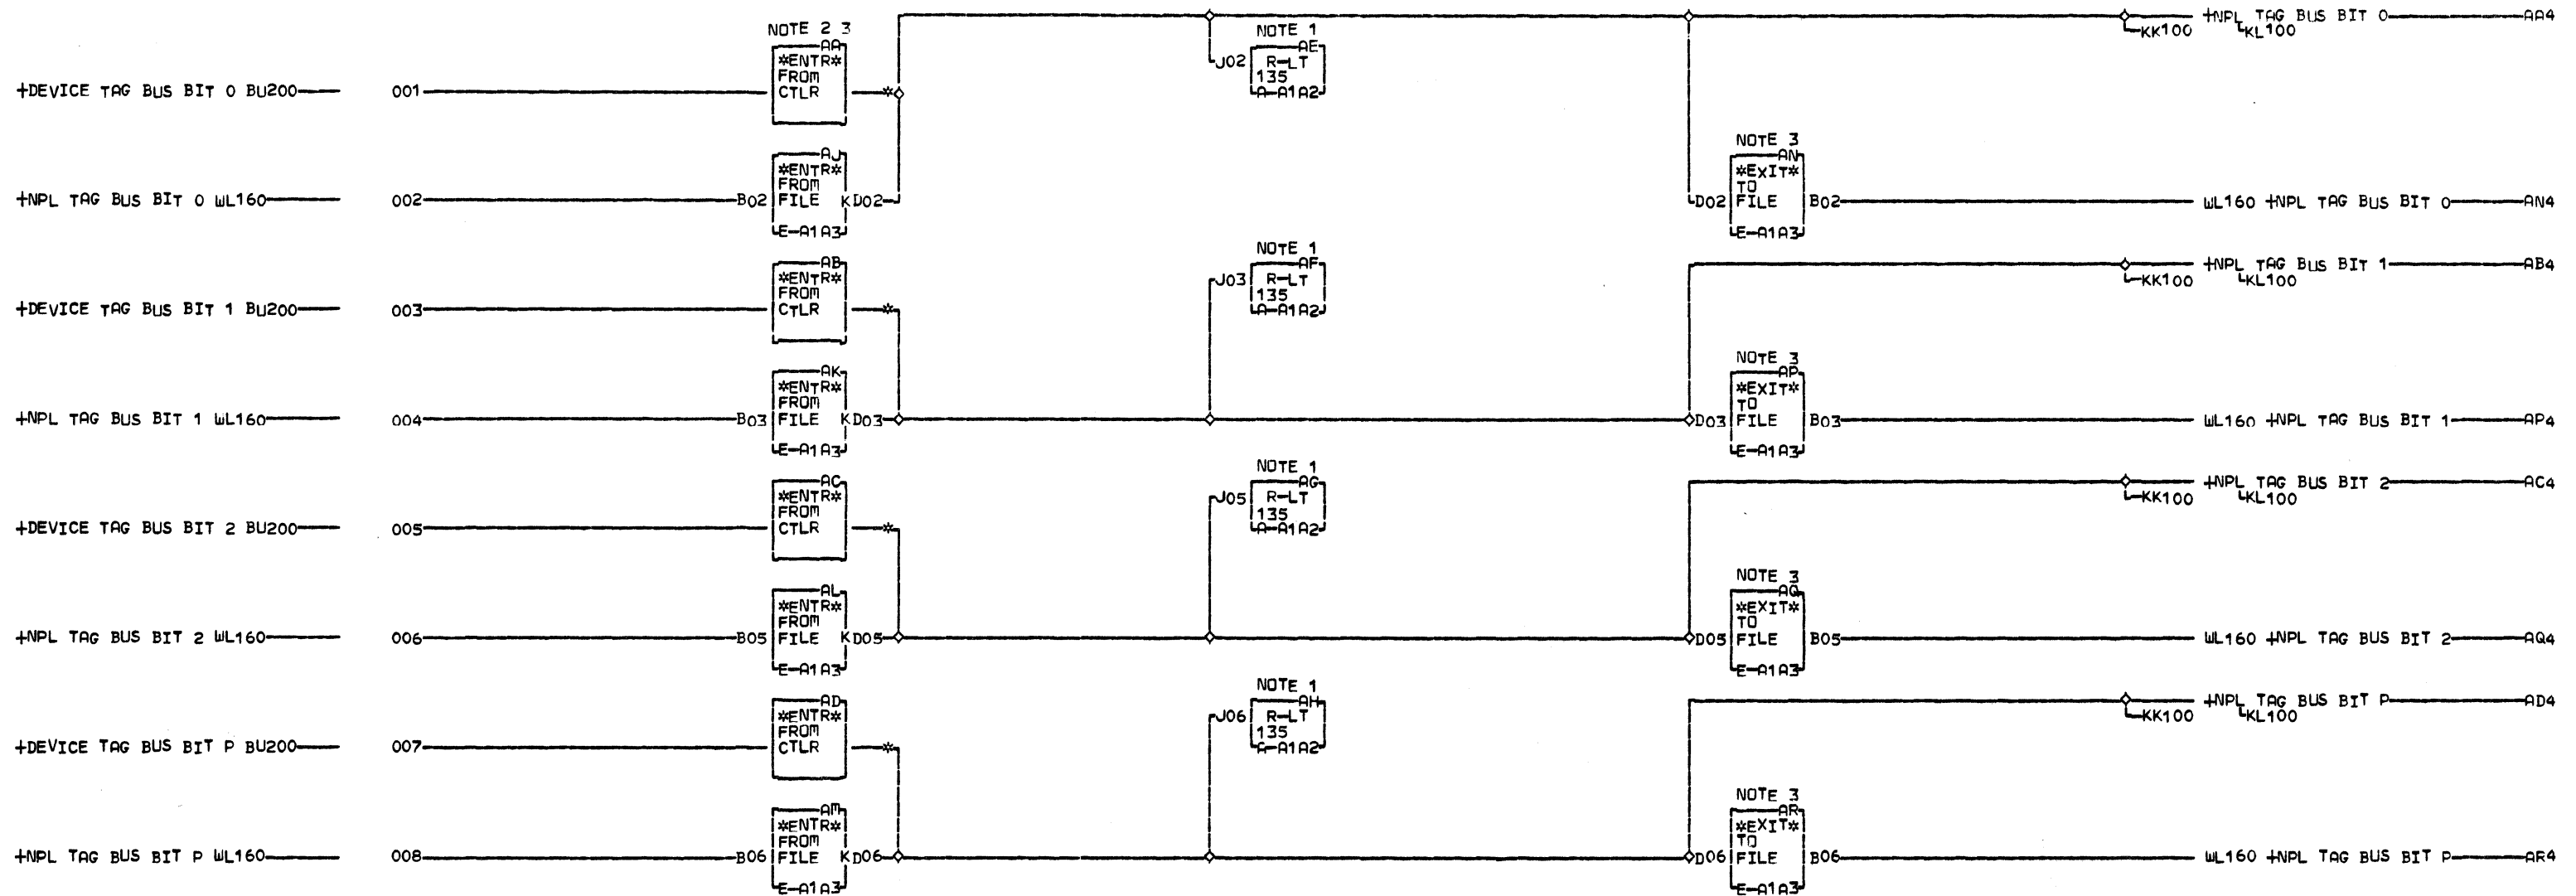 +NPL TAG BUS BIT 0 AA4
KK100 KL100
NOTE 2 3
NOTE 1
AA
AE
*ENTR*
FROM
CTLR
J02 R-LT
135
A-A1A2
+DEVICE TAG BUS BIT 0 BU200 001 *
NOTE 3
AJ
AN
*ENTR*
FROM
FILE
*EXIT*
TO
FILE
+NPL TAG BUS BIT 0 WL160 002 B02 K D02 D02 B02 WL160 +NPL TAG BUS BIT 0 AN4
E-A1A3
E-A1A3
NOTE 1
AB
AF
+NPL TAG BUS BIT 1 AB4
KK100 KL100
*ENTR*
FROM
CTLR
J03 R-LT
135
A-A1A2
+DEVICE TAG BUS BIT 1 BU200 003 *
NOTE 3
AK
AP
*ENTR*
FROM
FILE
*EXIT*
TO
FILE
+NPL TAG BUS BIT 1 WL160 004 B03 K D03 D03 B03 WL160 +NPL TAG BUS BIT 1 AP4
E-A1A3
E-A1A3
NOTE 1
AC
AG
+NPL TAG BUS BIT 2 AC4
KK100 KL100
*ENTR*
FROM
CTLR
J05 R-LT
135
A-A1A2
+DEVICE TAG BUS BIT 2 BU200 005 *
NOTE 3
AL
AQ
*ENTR*
FROM
FILE
*EXIT*
TO
FILE
+NPL TAG BUS BIT 2 WL160 006 B05 K D05 D05 B05 WL160 +NPL TAG BUS BIT 2 AQ4
E-A1A3
E-A1A3
NOTE 1
AD
AH
+NPL TAG BUS BIT P AD4
KK100 KL100
*ENTR*
FROM
CTLR
J06 R-LT
135
A-A1A2
+DEVICE TAG BUS BIT P BU200 007 *
NOTE 3
AM
AR
*ENTR*
FROM
FILE
*EXIT*
TO
FILE
+NPL TAG BUS BIT P WL160 008 B06 K D06 D06 B06 WL160 +NPL TAG BUS BIT P AR4
E-A1A3
E-A1A3